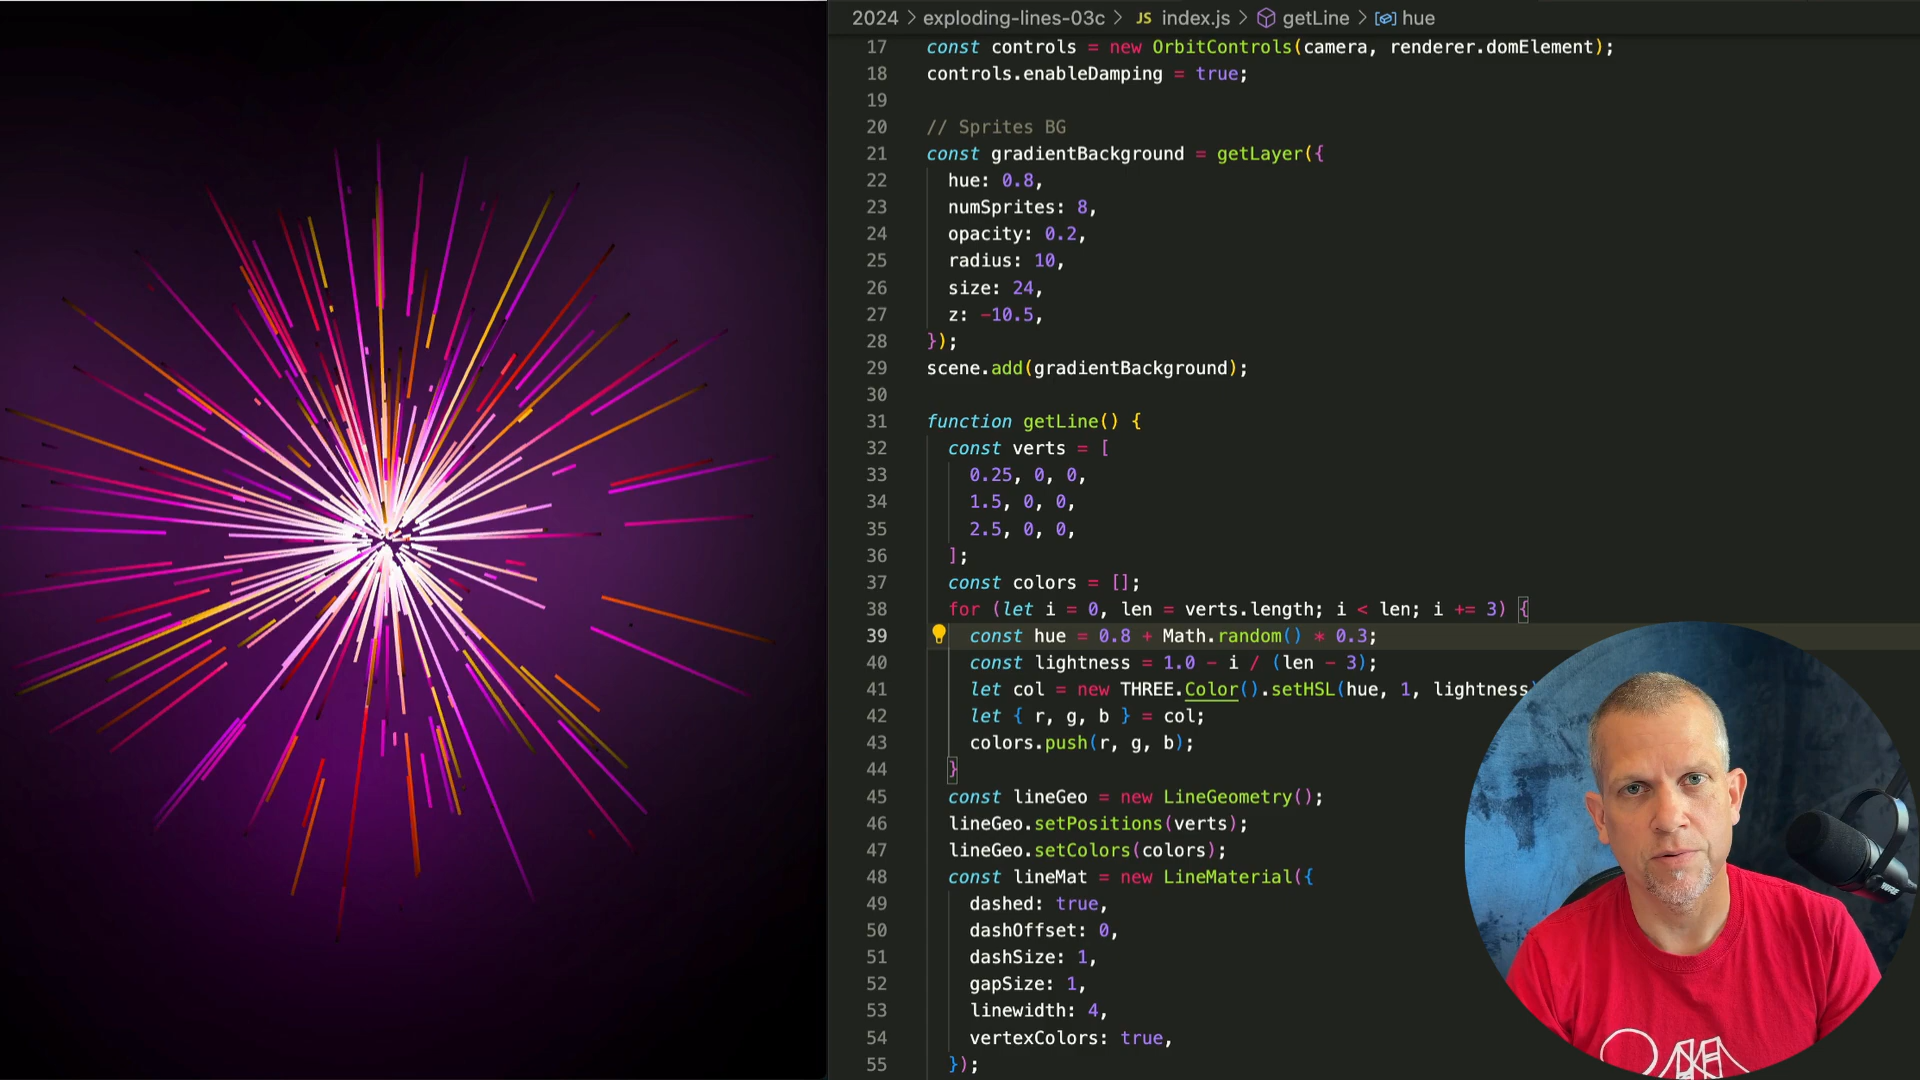 2024 > exploding-lines-03c > JS index.js > getLine > hue
17 const controls = new OrbitControls(camera, renderer.domElement);
18 controls.enableDamping = true;
19
20 // Sprites BG
21 const gradientBackground = getLayer({
22 hue: 0.8,
23 numSprites: 8,
24 opacity: 0.2,
25 radius: 10,
26 size: 24,
27 z: -10.5,
28 });
29 scene.add(gradientBackground);
30
31 function getLine() {
32 const verts = [
33 0.25, 0, 0,
34 1.5, 0, 0,
35 2.5, 0, 0,
36 ];
37 const colors = [];
38 for (let i = 0, len = verts.length; i < len; i += 3) {
39 const hue = 0.8 + Math.random() * 0.3;
40 const lightness = 1.0 - i / (len - 3);
41 let col = new THREE.Color().setHSL(hue, 1, lightness
42 let { r, g, b } = col;
43 colors.push(r, g, b);
44 }
45 const lineGeo = new LineGeometry();
46 lineGeo.setPositions(verts);
47 lineGeo.setColors(colors);
48 const lineMat = new LineMaterial({
49 dashed: true,
50 dashOffset: 0,
51 dashSize: 1,
52 gapSize: 1,
53 linewidth: 4,
54 vertexColors: true,
55 });